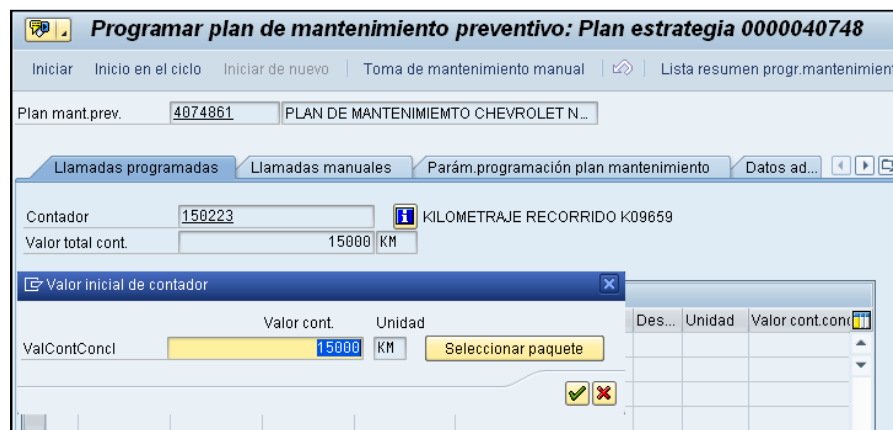 Programar plan de mantenimiento preventivo: Plan estrategia 0000040748
Iniciar Inicio en el ciclo Iniciar de nuevo Toma de mantenimiento manual Lista resumen progr.mantenimien
Plan mant.prev. 4074861 PLAN DE MANTENIMIEMTO CHEVROLET N...
Llamadas programadas Llamadas manuales Parám.programación plan mantenimiento Datos ad...
Contador 150223 KILOMETRAJE RECORRIDO K09659
Valor total cont. 15000 KM
Valor inicial de contador
Des... Unidad Valor cont.conc
Valor cont. Unidad
ValContConcl 15000 KM Seleccionar paquete